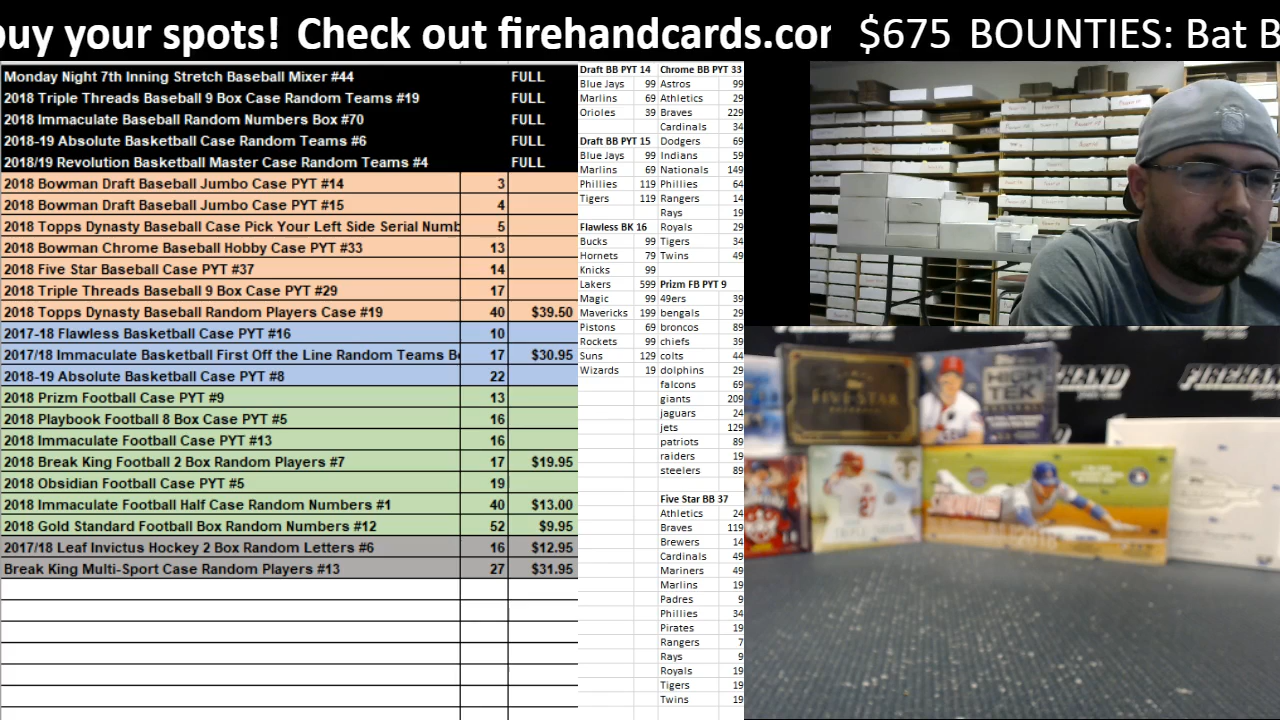 buy your spots! Check out firehandcards.cor
$675 BOUNTIES: Bat B
Monday Night 7th Inning Stretch Baseball Mixer #44 FULL
2018 Triple Threads Baseball 9 Box Case Random Teams #19 FULL
2018 Immaculate Baseball Random Numbers Box #70 FULL
2018-19 Absolute Basketball Case Random Teams #6 FULL
2018/19 Revolution Basketball Master Case Random Teams #4 FULL
2018 Bowman Draft Baseball Jumbo Case PYT #14 3
2018 Bowman Draft Baseball Jumbo Case PYT #15 4
2018 Topps Dynasty Baseball Case Pick Your Left Side Serial Numb 5
2018 Bowman Chrome Baseball Hobby Case PYT #33 13
2018 Five Star Baseball Case PYT #37 14
2018 Triple Threads Baseball 9 Box Case PYT #29 17
2018 Topps Dynasty Baseball Random Players Case #19 40 $39.50
2017-18 Flawless Basketball Case PYT #16 10
2017/18 Immaculate Basketball First Off the Line Random Teams Bo 17 $30.95
2018-19 Absolute Basketball Case PYT #8 22
2018 Prizm Football Case PYT #9 13
2018 Playbook Football 8 Box Case PYT #5 16
2018 Immaculate Football Case PYT #13 16
2018 Break King Football 2 Box Random Players #7 17 $19.95
2018 Obsidian Football Case PYT #5 19
2018 Immaculate Football Half Case Random Numbers #1 40 $13.00
2018 Gold Standard Football Box Random Numbers #12 52 $9.95
2017/18 Leaf Invictus Hockey 2 Box Random Letters #6 16 $12.95
Break King Multi-Sport Case Random Players #13 27 $31.95
Draft BB PYT 14
Blue Jays 99
Marlins 69
Orioles 39
Draft BB PYT 15
Blue Jays 99
Marlins 69
Phillies 119
Tigers 119
Flawless BK 16
Bucks 99
Hornets 79
Knicks 99
Lakers 599
Magic 99
Mavericks 199
Pistons 69
Rockets 99
Suns 129
Wizards 19
Chrome BB PYT 33
Astros 99
Athletics 29
Braves 229
Cardinals 34
Dodgers 69
Indians 59
Nationals 149
Phillies 64
Rangers 14
Rays 19
Royals 29
Tigers 34
Twins 49
Prizm FB PYT 9
49ers 39
bengals 29
broncos 89
chiefs 39
colts 44
dolphins 29
falcons 69
giants 209
jaguars 24
jets 129
patriots 89
raiders 19
steelers 89
Five Star BB 37
Athletics 24
Braves 119
Brewers 14
Cardinals 49
Mariners 49
Marlins 19
Padres 9
Phillies 34
Pirates 19
Rangers 7
Rays 9
Royals 19
Tigers 19
Twins 19
FIVE STAR
HIGH TEK
HAND
FIREHAND
27